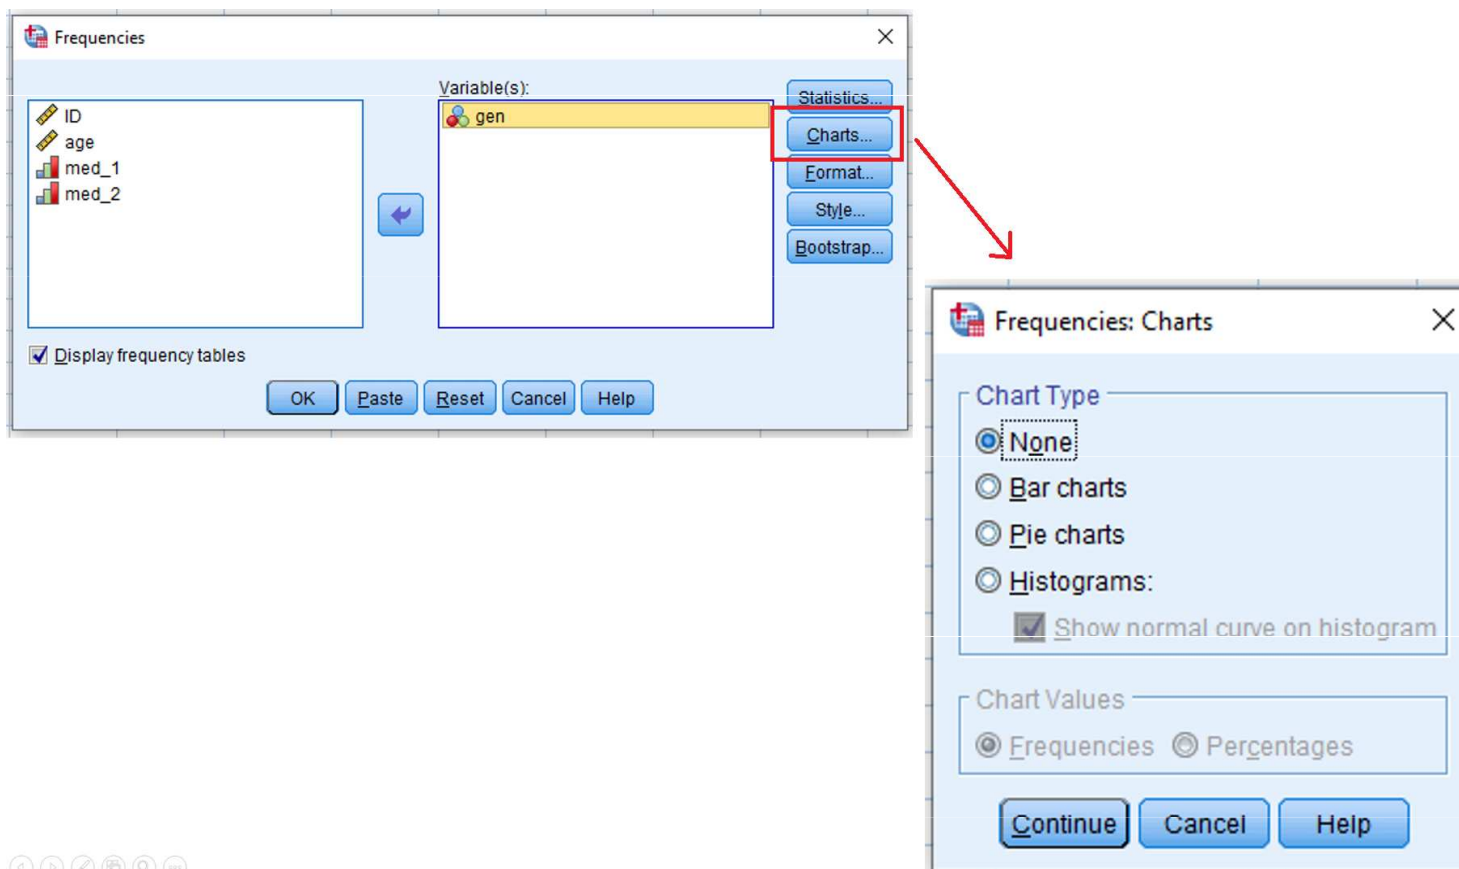 Frequencies
Variable(s):
ID
age
med_1
med_2
gen
Statistics...
Charts...
Format...
Style...
Bootstrap...
Display frequency tables
OK Paste Reset Cancel Help
Frequencies: Charts
Chart Type
None
Bar charts
Pie charts
Histograms:
Show normal curve on histogram
Chart Values
Frequencies Percentages
Continue Cancel Help